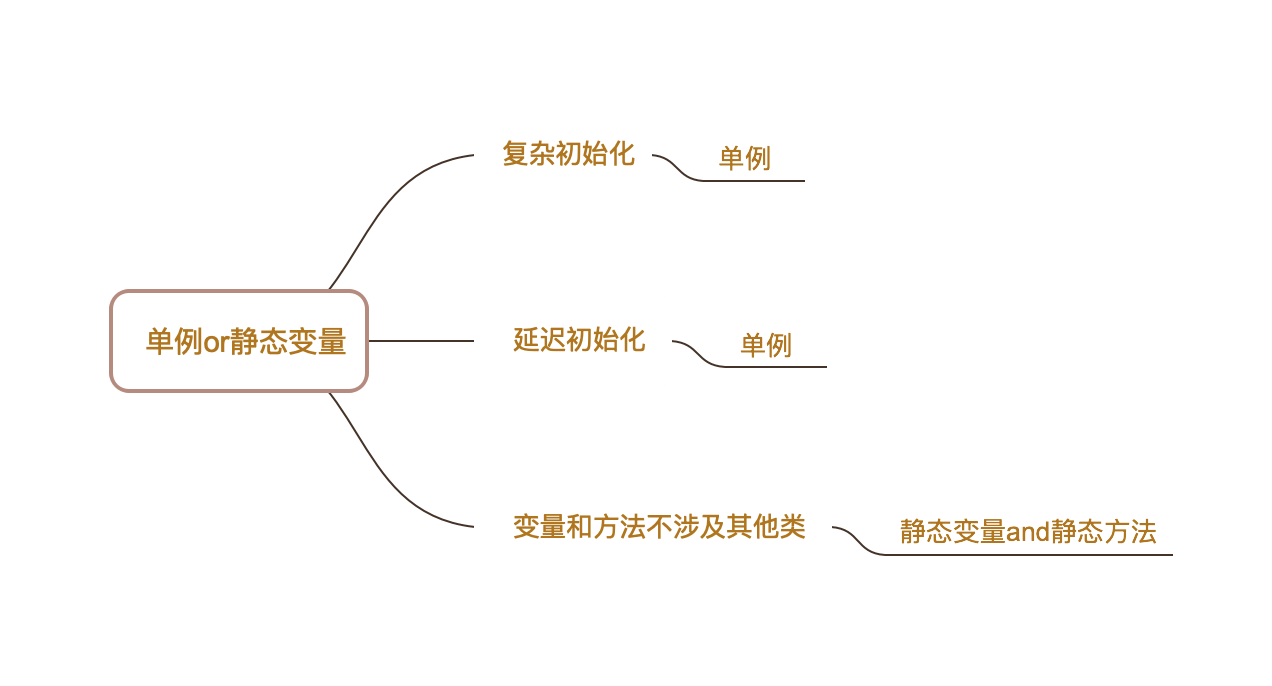 复杂初始化
单例
单例or静态变量
延迟初始化
单例
变量和方法不涉及其他类
静态变量and静态方法